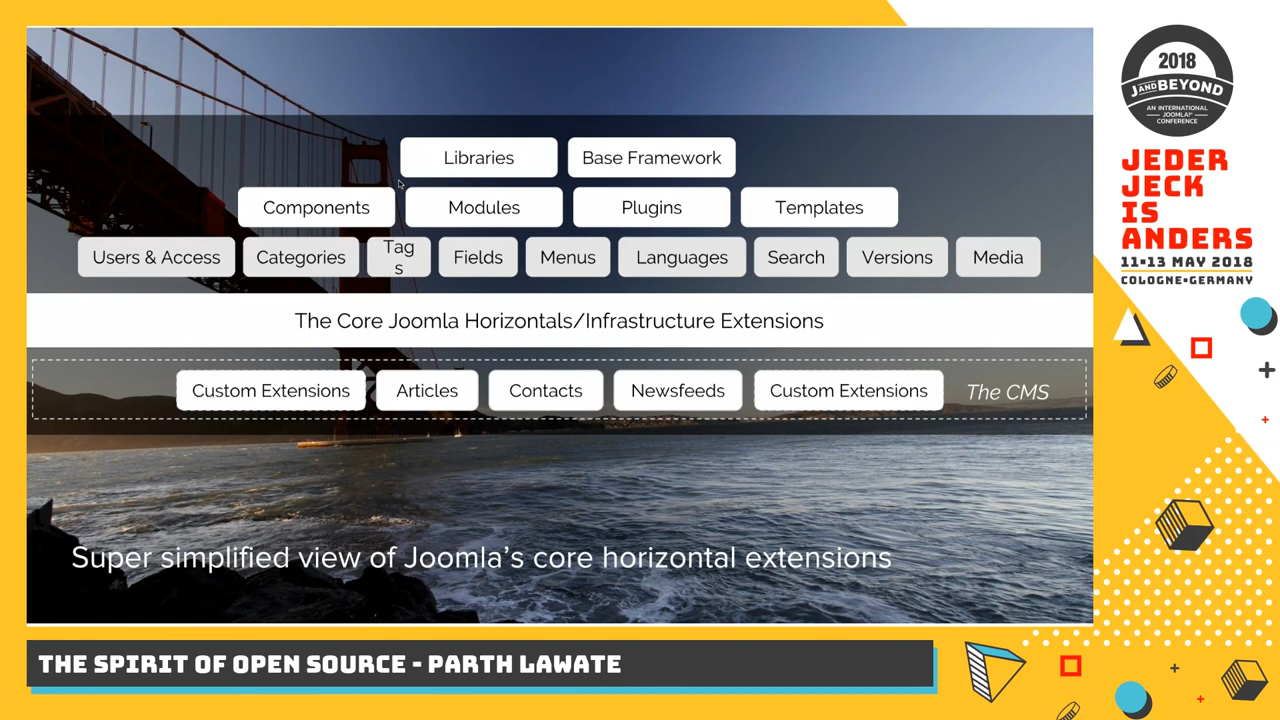 Libraries
Base Framework
Components
Modules
Plugins
Templates
Users & Access
Categories
Tag
s
Fields
Menus
Languages
Search
Versions
Media
The Core Joomla Horizontals/Infrastructure Extensions
Custom Extensions
Articles
Contacts
Newsfeeds
Custom Extensions
The CMS
Super simplified view of Joomla’s core horizontal extensions
THE SPIRIT OF OPEN SOURCE - PARTH LAWATE
2018
J AND BEYOND
AN INTERNATIONAL
JOOMLA!®
CONFERENCE
JEDER
JECK
IS
ANDERS
11-13 MAY 2018
COLOGNE•GERMANY